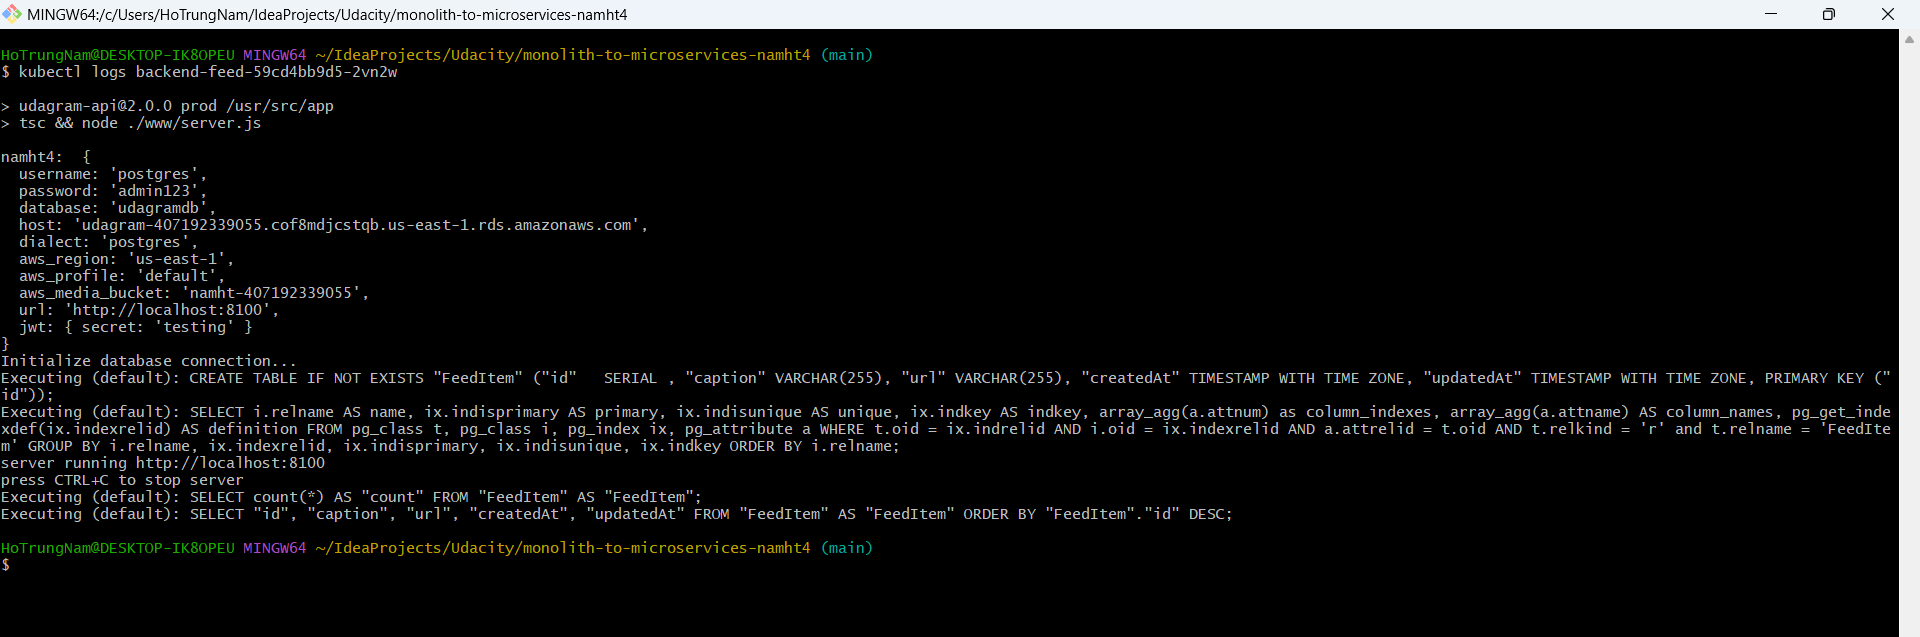 MINGW64:/c/Users/HoTrungNam/IdeaProjects/Udacity/monolith-to-microservices-namht4
HoTrungNam@DESKTOP-IK8OPEU MINGW64 ~/IdeaProjects/Udacity/monolith-to-microservices-namht4 (main)
$ kubectl logs backend-feed-59cd4bb9d5-2vn2w
> udagram-api@2.0.0 prod /usr/src/app
> tsc && node ./www/server.js
namht4:  {
  username: 'postgres',
  password: 'admin123',
  database: 'udagramdb',
  host: 'udagram-407192339055.cof8mdjcstqb.us-east-1.rds.amazonaws.com',
  dialect: 'postgres',
  aws_region: 'us-east-1',
  aws_profile: 'default',
  aws_media_bucket: 'namht-407192339055',
  url: 'http://localhost:8100',
  jwt: { secret: 'testing' }
}
Initialize database connection...
Executing (default): CREATE TABLE IF NOT EXISTS "FeedItem" ("id"   SERIAL , "caption" VARCHAR(255), "url" VARCHAR(255), "createdAt" TIMESTAMP WITH TIME ZONE, "updatedAt" TIMESTAMP WITH TIME ZONE, PRIMARY KEY ("
id"));
Executing (default): SELECT i.relname AS name, ix.indisprimary AS primary, ix.indisunique AS unique, ix.indkey AS indkey, array_agg(a.attnum) as column_indexes, array_agg(a.attname) AS column_names, pg_get_inde
xdef(ix.indexrelid) AS definition FROM pg_class t, pg_class i, pg_index ix, pg_attribute a WHERE t.oid = ix.indrelid AND i.oid = ix.indexrelid AND a.attrelid = t.oid AND t.relkind = 'r' and t.relname = 'FeedIte
m' GROUP BY i.relname, ix.indexrelid, ix.indisprimary, ix.indisunique, ix.indkey ORDER BY i.relname;
server running http://localhost:8100
press CTRL+C to stop server
Executing (default): SELECT count(*) AS "count" FROM "FeedItem" AS "FeedItem";
Executing (default): SELECT "id", "caption", "url", "createdAt", "updatedAt" FROM "FeedItem" AS "FeedItem" ORDER BY "FeedItem"."id" DESC;
HoTrungNam@DESKTOP-IK8OPEU MINGW64 ~/IdeaProjects/Udacity/monolith-to-microservices-namht4 (main)
$